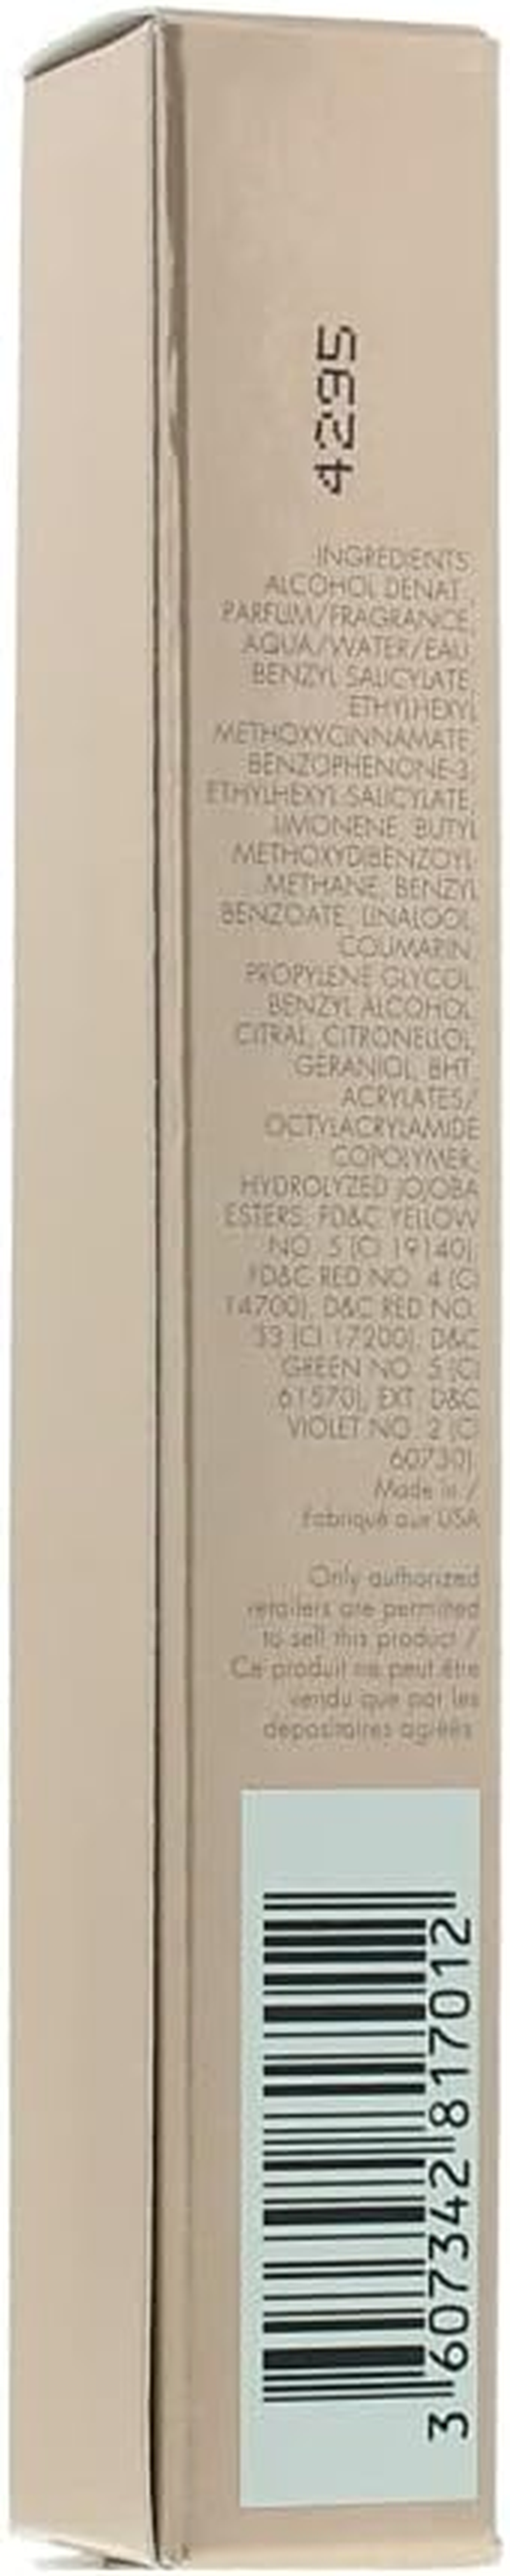 4295
INGREDIENTS:
ALCOHOL DENAT.,
PARFUM/FRAGRANCE,
AQUA/WATER/EAU,
BENZYL SALICYLATE,
ETHYLHEXYL
METHOXYCINNAMATE,
BENZOPHENONE-3,
ETHYLHEXYL SALICYLATE,
LIMONENE, BUTYL
METHOXYDIBENZOYL-
METHANE, BENZYL
BENZOATE, LINALOOL,
COUMARIN,
PROPYLENE GLYCOL,
BENZYL ALCOHOL,
CITRAL, CITRONELLOL,
GERANIOL, BHT,
ACRYLATES/
OCTYLACRYLAMIDE
COPOLYMER,
HYDROLYZED JOJOBA
ESTERS, FD&C YELLOW
NO. 5 (CI 19140),
FD&C RED NO. 4 (CI
14700), D&C RED NO.
33 (CI 17200), D&C
GREEN NO. 5 (CI
61570), EXT. D&C
VIOLET NO. 2 (CI
60730).
Made in /
Fabriqué aux USA
Only authorized
retailers are permitted
to sell this product /
Ce produit ne peut être
vendu que par les
depositaires agréés.
3 607342 817012